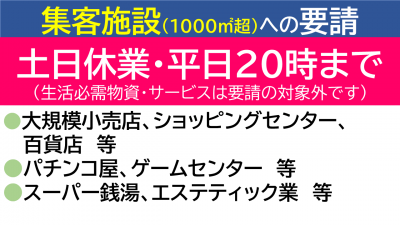 集客施設(1000㎡超)への要請
土日休業・平日20時まで
(生活必需物資・サービスは要請の対象外です)
●大規模小売店、ショッピングセンター、
百貨店 等
●パチンコ屋、ゲームセンター 等
●スーパー銭湯、エステティック業 等